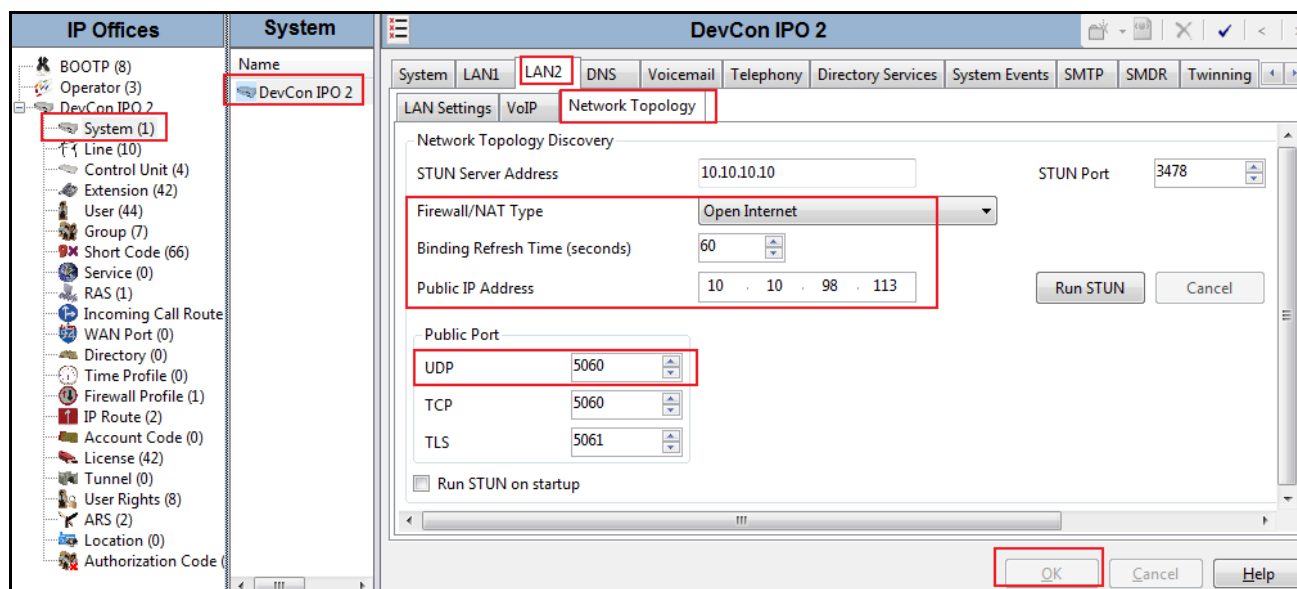 IP Offices
BOOTP (8)
Operator (3)
DevCon IPO 2
System (1)
Line (10)
Control Unit (4)
Extension (42)
User (44)
Group (7)
Short Code (66)
Service (0)
RAS (1)
Incoming Call Route
WAN Port (0)
Directory (0)
Time Profile (0)
Firewall Profile (1)
IP Route (2)
Account Code (0)
License (42)
Tunnel (0)
User Rights (8)
ARS (2)
Location (0)
Authorization Code (
System
Name
DevCon IPO 2
DevCon IPO 2
System LAN1 LAN2 DNS Voicemail Telephony Directory Services System Events SMTP SMDR Twinning
LAN Settings VoIP Network Topology
Network Topology Discovery
STUN Server Address 10.10.10.10 STUN Port 3478
Firewall/NAT Type Open Internet
Binding Refresh Time (seconds) 60
Public IP Address 10 . 10 . 98 . 113 Run STUN Cancel
Public Port
UDP 5060
TCP 5060
TLS 5061
Run STUN on startup
OK Cancel Help